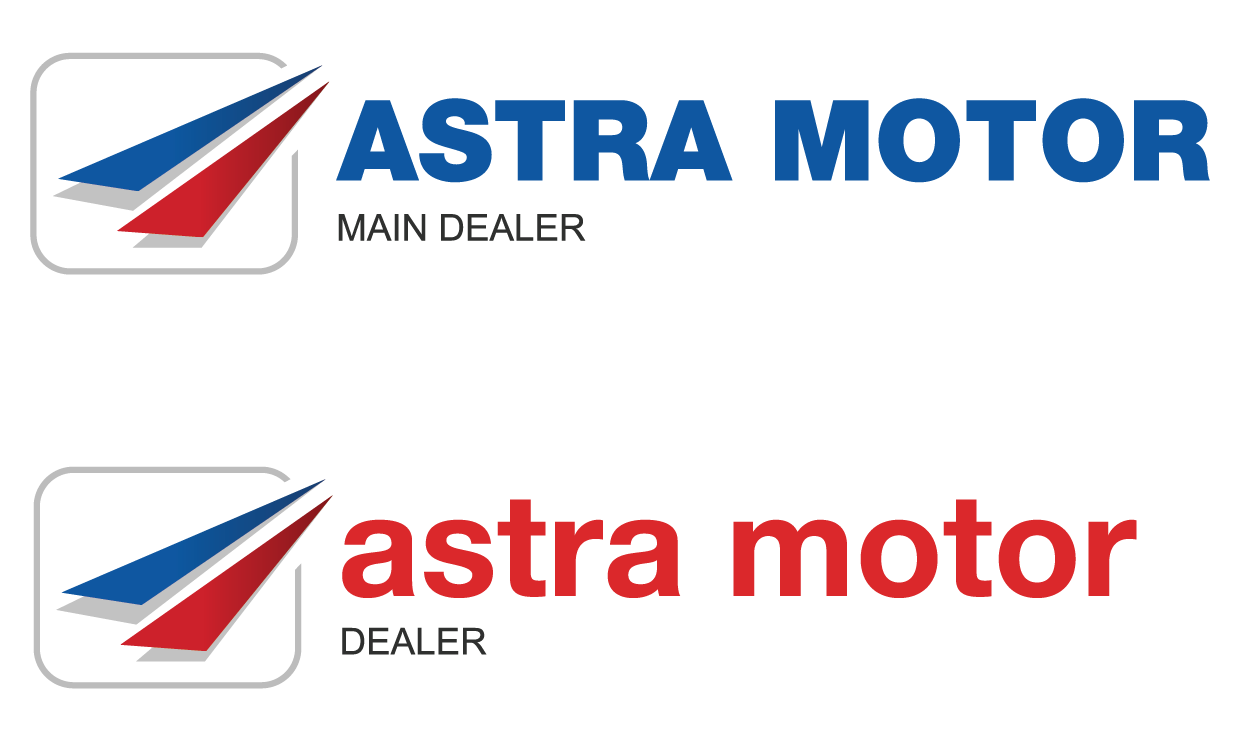 ASTRA MOTOR
MAIN DEALER
astra motor
DEALER